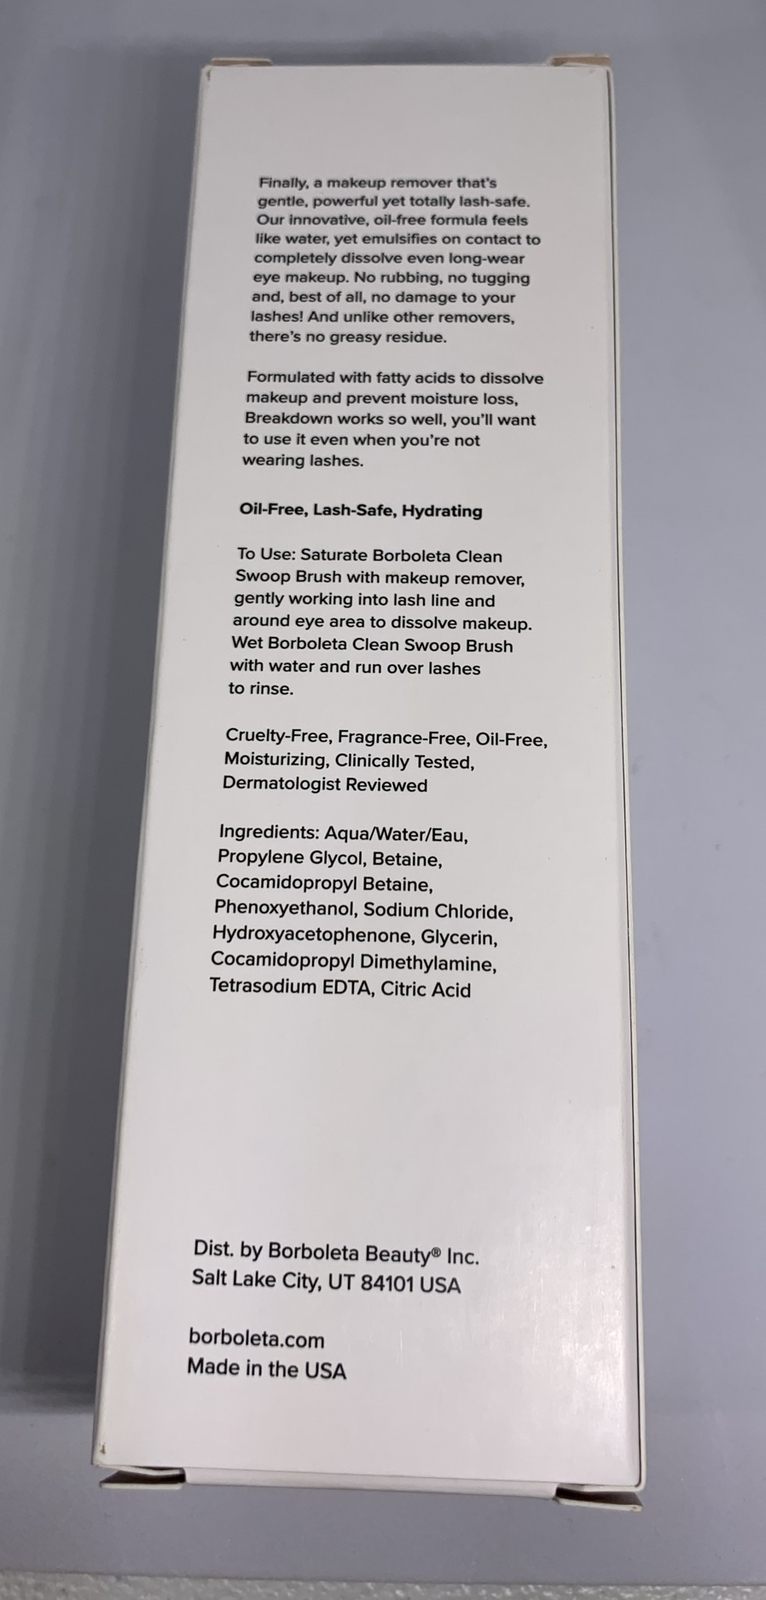 Finally, a makeup remover that's
gentle, powerful yet totally lash-safe.
Our innovative, oil-free formula feels
like water, yet emulsifies on contact to
completely dissolve even long-wear
eye makeup. No rubbing, no tugging
and, best of all, no damage to your
lashes! And unlike other removers,
there's no greasy residue.
Formulated with fatty acids to dissolve
makeup and prevent moisture loss,
Breakdown works so well, you'll want
to use it even when you're not
wearing lashes.
Oil-Free, Lash-Safe, Hydrating
To Use: Saturate Borboleta Clean
Swoop Brush with makeup remover,
gently working into lash line and
around eye area to dissolve makeup.
Wet Borboleta Clean Swoop Brush
with water and run over lashes
to rinse.
Cruelty-Free, Fragrance-Free, Oil-Free,
Moisturizing, Clinically Tested,
Dermatologist Reviewed
Ingredients: Aqua/Water/Eau,
Propylene Glycol, Betaine,
Cocamidopropyl Betaine,
Phenoxyethanol, Sodium Chloride,
Hydroxyacetophenone, Glycerin,
Cocamidopropyl Dimethylamine,
Tetrasodium EDTA, Citric Acid
Dist. by Borboleta Beauty® Inc.
Salt Lake City, UT 84101 USA
borboleta.com
Made in the USA